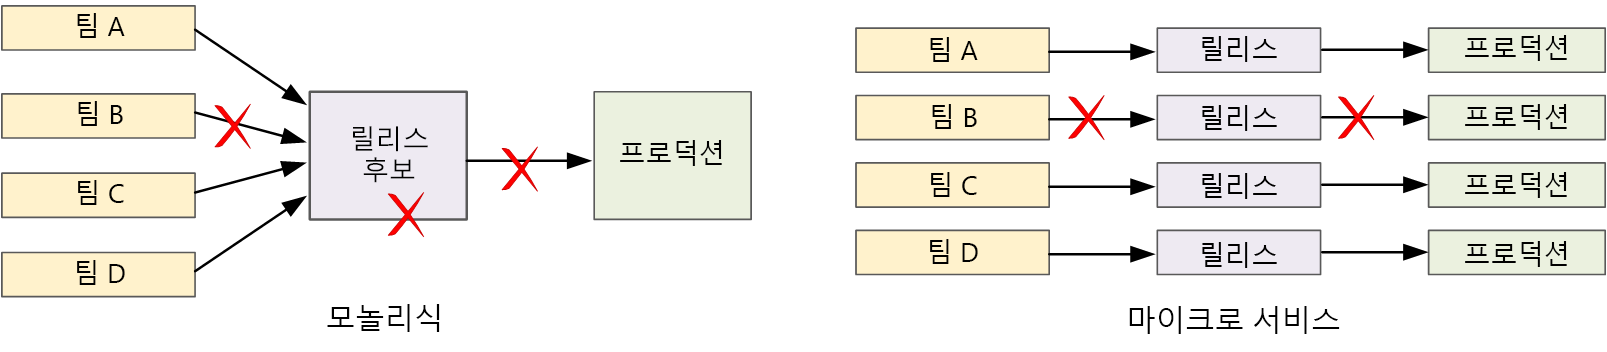 팀 A
팀 B
팀 C
팀 D
릴리스
후보
프로덕션
모놀리식
팀 A
릴리스
프로덕션
팀 B
릴리스
프로덕션
팀 C
릴리스
프로덕션
팀 D
릴리스
프로덕션
마이크로 서비스